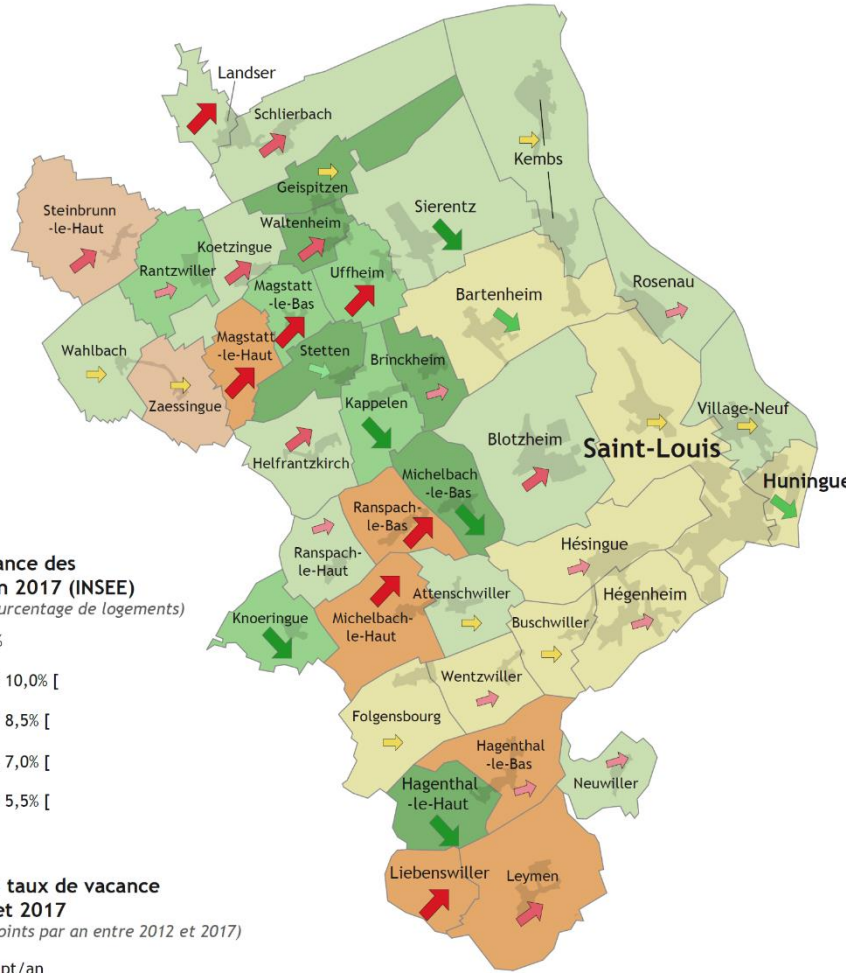 Landser
Schlierbach
Kembs
Geispitzen
Sierentz
Steinbrunn
-le-Haut
Waltenheim
Koetzingue
Rantzwiller
Uffheim
Rosenau
Magstatt
-le-Bas
Bartenheim
Wahlbach
Magstatt
-le-Haut
Stetten
Brinckheim
Zaessingue
Kappelen
Village-Neuf
Blotzheim
Saint-Louis
Helfrantzkirch
Michelbach
-le-Bas
Huningue
Ranspach-
le-Bas
Ranspach-
le-Haut
Hésingue
ance des
n 2017 (INSEE)
urcentage de logements)
%
10,0% [
8,5% [
7,0% [
5,5% [
Knoeringue
Michelbach-
le-Haut
Attenschwiller
Hégenheim
Buschwiller
Wentzwiller
Folgensbourg
Hagenthal
-le-Bas
Neuwiller
Hagenthal
-le-Haut
Liebenswiller
Leymen
taux de vacance
et 2017
oints par an entre 2012 et 2017)
pt/an